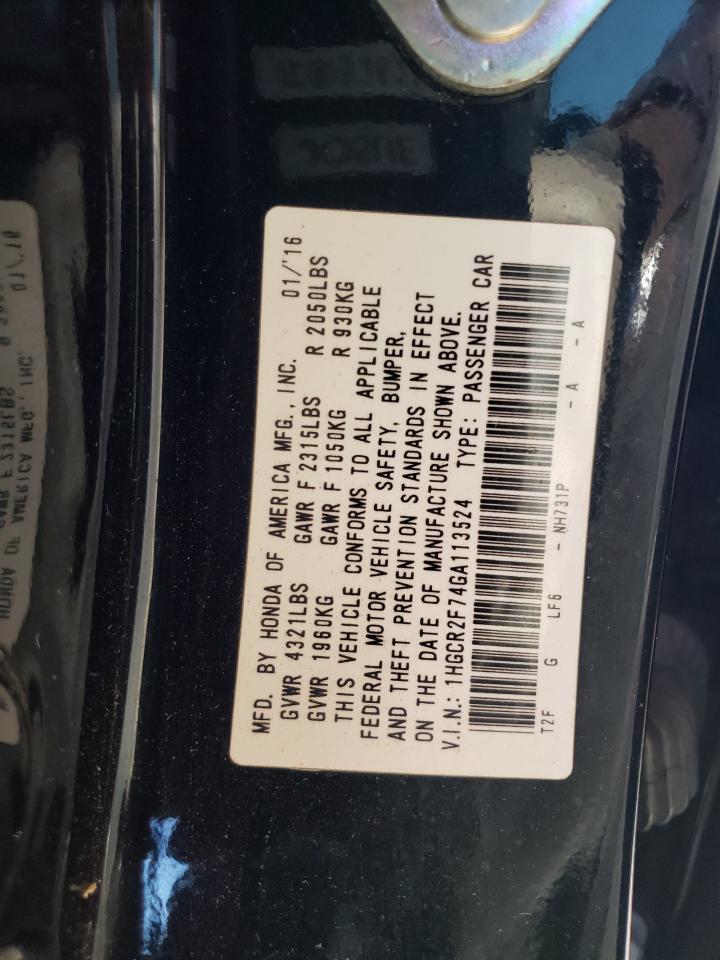 MFD. BY HONDA OF AMERICA MFG., INC. 01/'16
GVWR 4321LBS GAWR F 2315LBS R 2050LBS
GVWR 1960KG GAWR F 1050KG R 930KG
THIS VEHICLE CONFORMS TO ALL APPLICABLE
FEDERAL MOTOR VEHICLE SAFETY, BUMPER,
AND THEFT PREVENTION STANDARDS IN EFFECT
ON THE DATE OF MANUFACTURE SHOWN ABOVE.
V.I.N.: 1HGCR2F74GA113524 TYPE: PASSENGER CAR
T2F G LF6 - NH731P - A - A